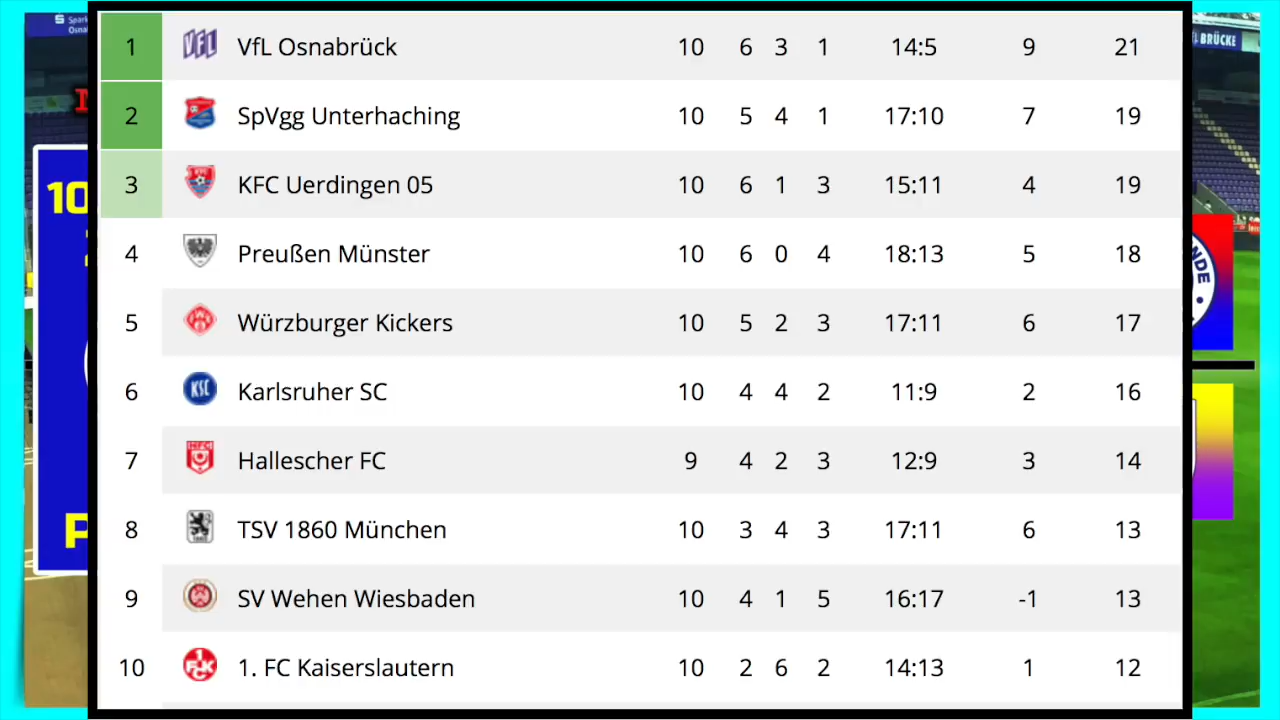 1 VfL Osnabrück 10 6 3 1 14:5 9 21
2 SpVgg Unterhaching 10 5 4 1 17:10 7 19
3 KFC Uerdingen 05 10 6 1 3 15:11 4 19
4 Preußen Münster 10 6 0 4 18:13 5 18
5 Würzburger Kickers 10 5 2 3 17:11 6 17
6 KSC Karlsruher SC 10 4 4 2 11:9 2 16
7 HFC Hallescher FC 9 4 2 3 12:9 3 14
8 TSV 1860 München 10 3 4 3 17:11 6 13
9 SV Wehen Wiesbaden 10 4 1 5 16:17 -1 13
10 1. FC Kaiserslautern 10 2 6 2 14:13 1 12
VFL
BRÜCKE
10
P